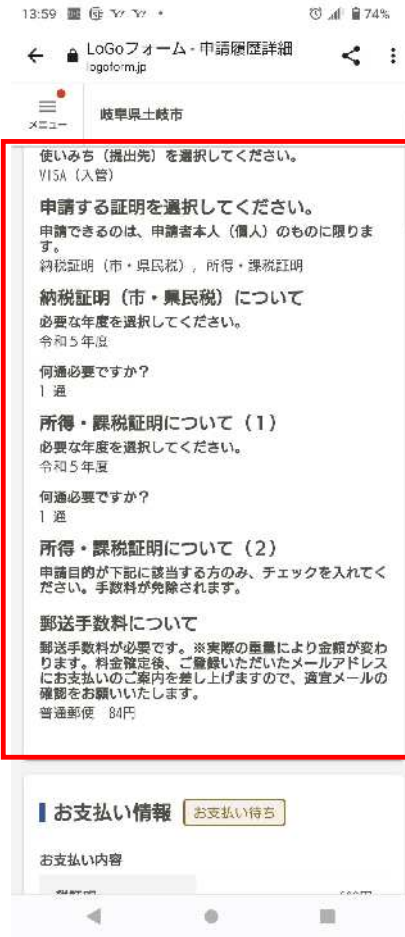 13:59
74%
LoGoフォーム - 申請履歴詳細
logoform.jp
メニュー
岐阜県土岐市
使いみち（提出先）を選択してください。
VISA（入管）
申請する証明を選択してください。
申請できるのは、申請者本人（個人）のものに限りま
す。
納税証明（市・県民税）, 所得・課税証明
納税証明（市・県民税）について
必要な年度を選択してください。
令和５年度
何通必要ですか？
1 通
所得・課税証明について（１）
必要な年度を選択してください。
令和５年度
何通必要ですか？
1 通
所得・課税証明について（２）
申請目的が下記に該当する方のみ、チェックを入れてく
ださい。手数料が免除されます。
郵送手数料について
郵送手数料が必要です。※実際の重量により金額が変わ
ります。料金確定後、ご登録いただいたメールアドレス
にお支払いのご案内を差し上げますので、適宜メールの
確認をお願いいたします。
普通郵便 84円
お支払い情報 お支払い待ち
お支払い内容